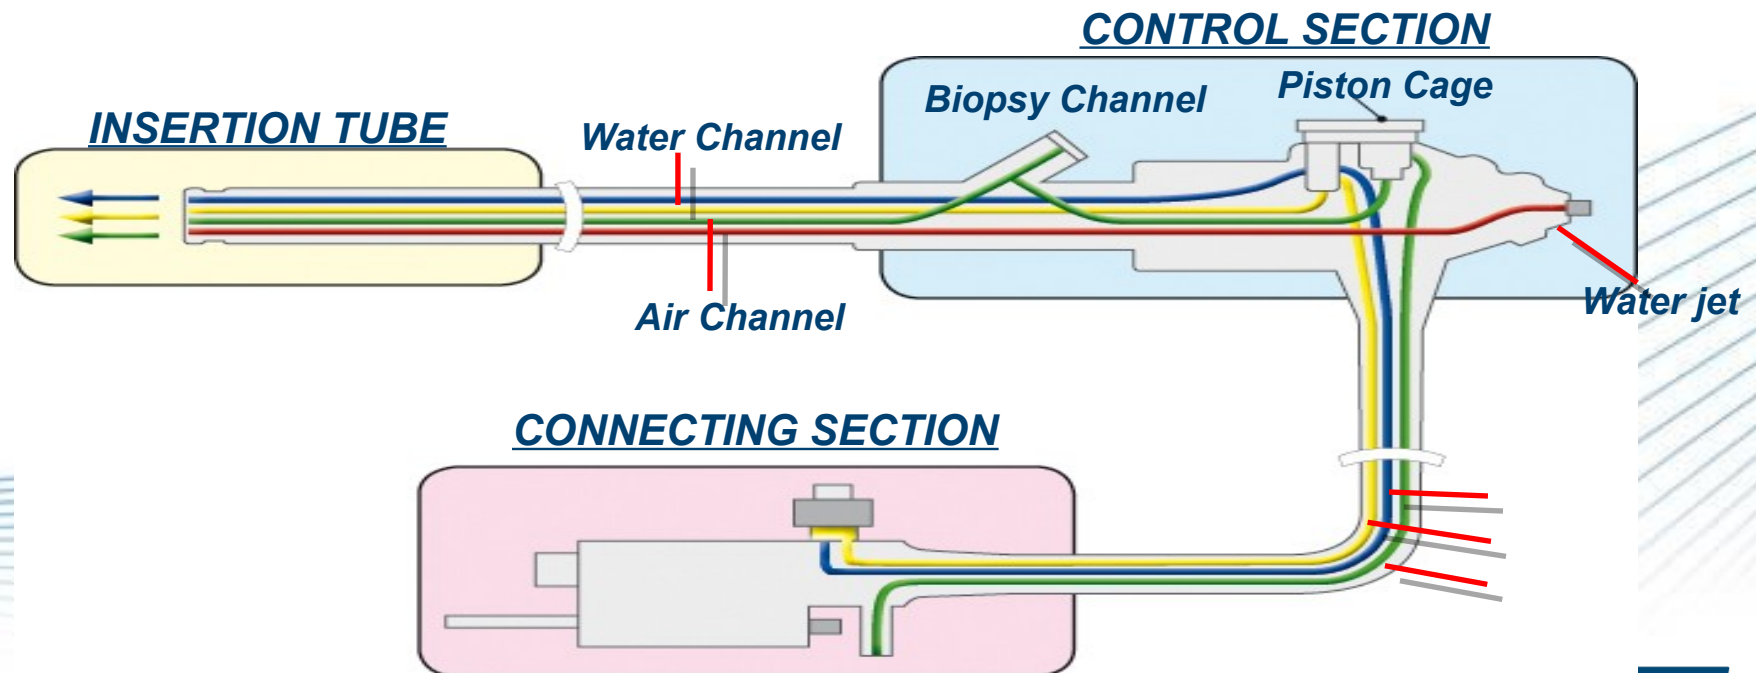 CONTROL SECTION
Piston Cage
Biopsy Channel
INSERTION TUBE
Water Channel
Water jet
Air Channel
CONNECTING SECTION